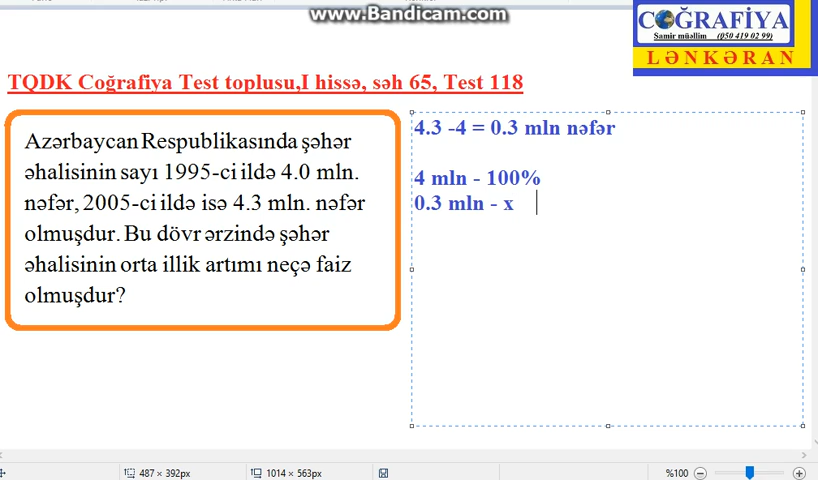 www.Bandicam.com
COĞRAFİYA
Samir müəllim (050 419 02 99)
LƏNKƏRAN
TQDK Coğrafiya Test toplusu,I hissə, səh 65, Test 118
Azərbaycan Respublikasında şəhər
əhalisinin sayı 1995-ci ildə 4.0 mln.
nəfər, 2005-ci ildə isə 4.3 mln. nəfər
olmuşdur. Bu dövr ərzində şəhər
əhalisinin orta illik artımı neçə faiz
olmuşdur?
4.3 -4 = 0.3 mln nəfər
4 mln - 100%
0.3 mln - x
487 × 392px
1014 × 563px
%100